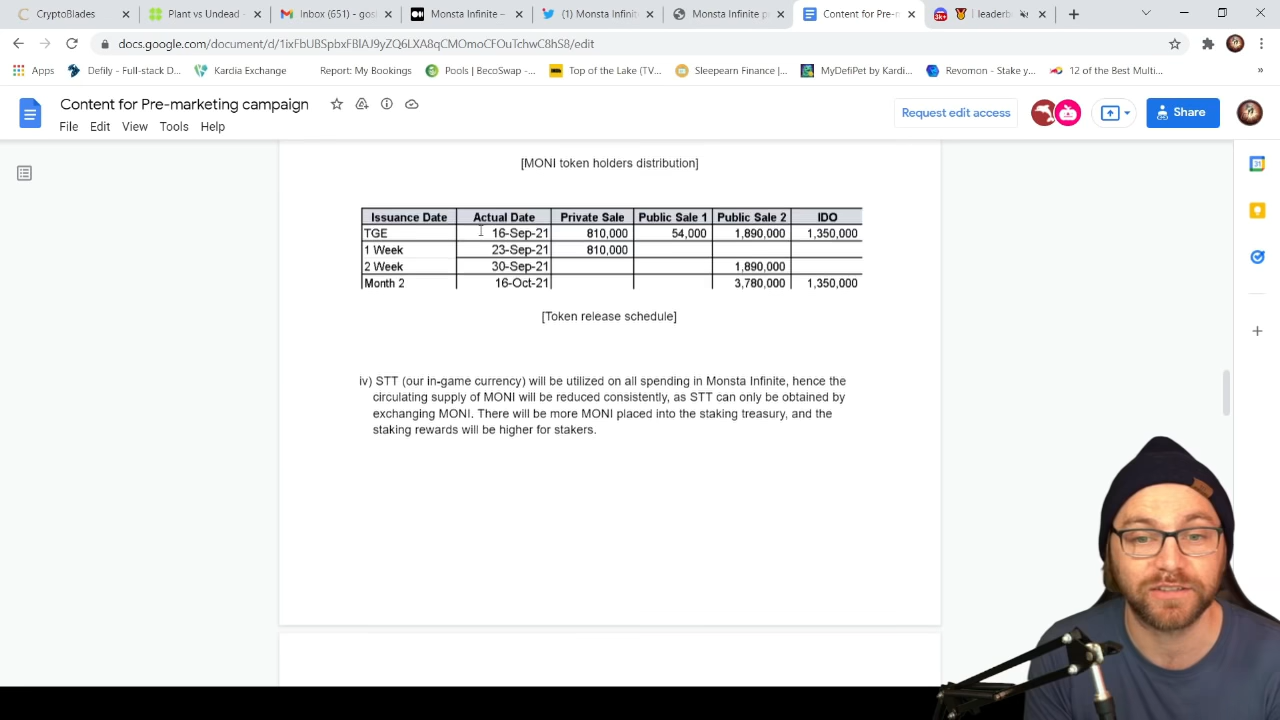 CryptoBlades
Plant vs Undead -
Inbox (651) - gosl
Monsta Infinite –
(1) Monsta Infinit
Monsta Infinite p
Content for Pre-m
3k+
leaderb
docs.google.com/document/d/1ixFbU8SpbxFBlAJ9yZQ6LXA8qCMOmoCFOuTchwC8hS8/edit
Apps
Defily - Full-stack D...
Kardia Exchange
Report: My Bookings
Pools | BecoSwap -...
Top of the Lake (TV...
Sleepearn Finance |...
MyDefiPet by Kardi...
Revomon - Stake y...
12 of the Best Multi...
»
Content for Pre-marketing campaign
File Edit View Tools Help
Request edit access
Share
[MONI token holders distribution]
Issuance Date Actual Date Private Sale Public Sale 1 Public Sale 2 IDO
TGE 16-Sep-21 810,000 54,000 1,890,000 1,350,000
1 Week 23-Sep-21 810,000
2 Week 30-Sep-21 1,890,000
Month 2 16-Oct-21 3,780,000 1,350,000
[Token release schedule]
iv) STT (our in-game currency) will be utilized on all spending in Monsta Infinite, hence the
circulating supply of MONI will be reduced consistently, as STT can only be obtained by
exchanging MONI. There will be more MONI placed into the staking treasury, and the
staking rewards will be higher for stakers.
31